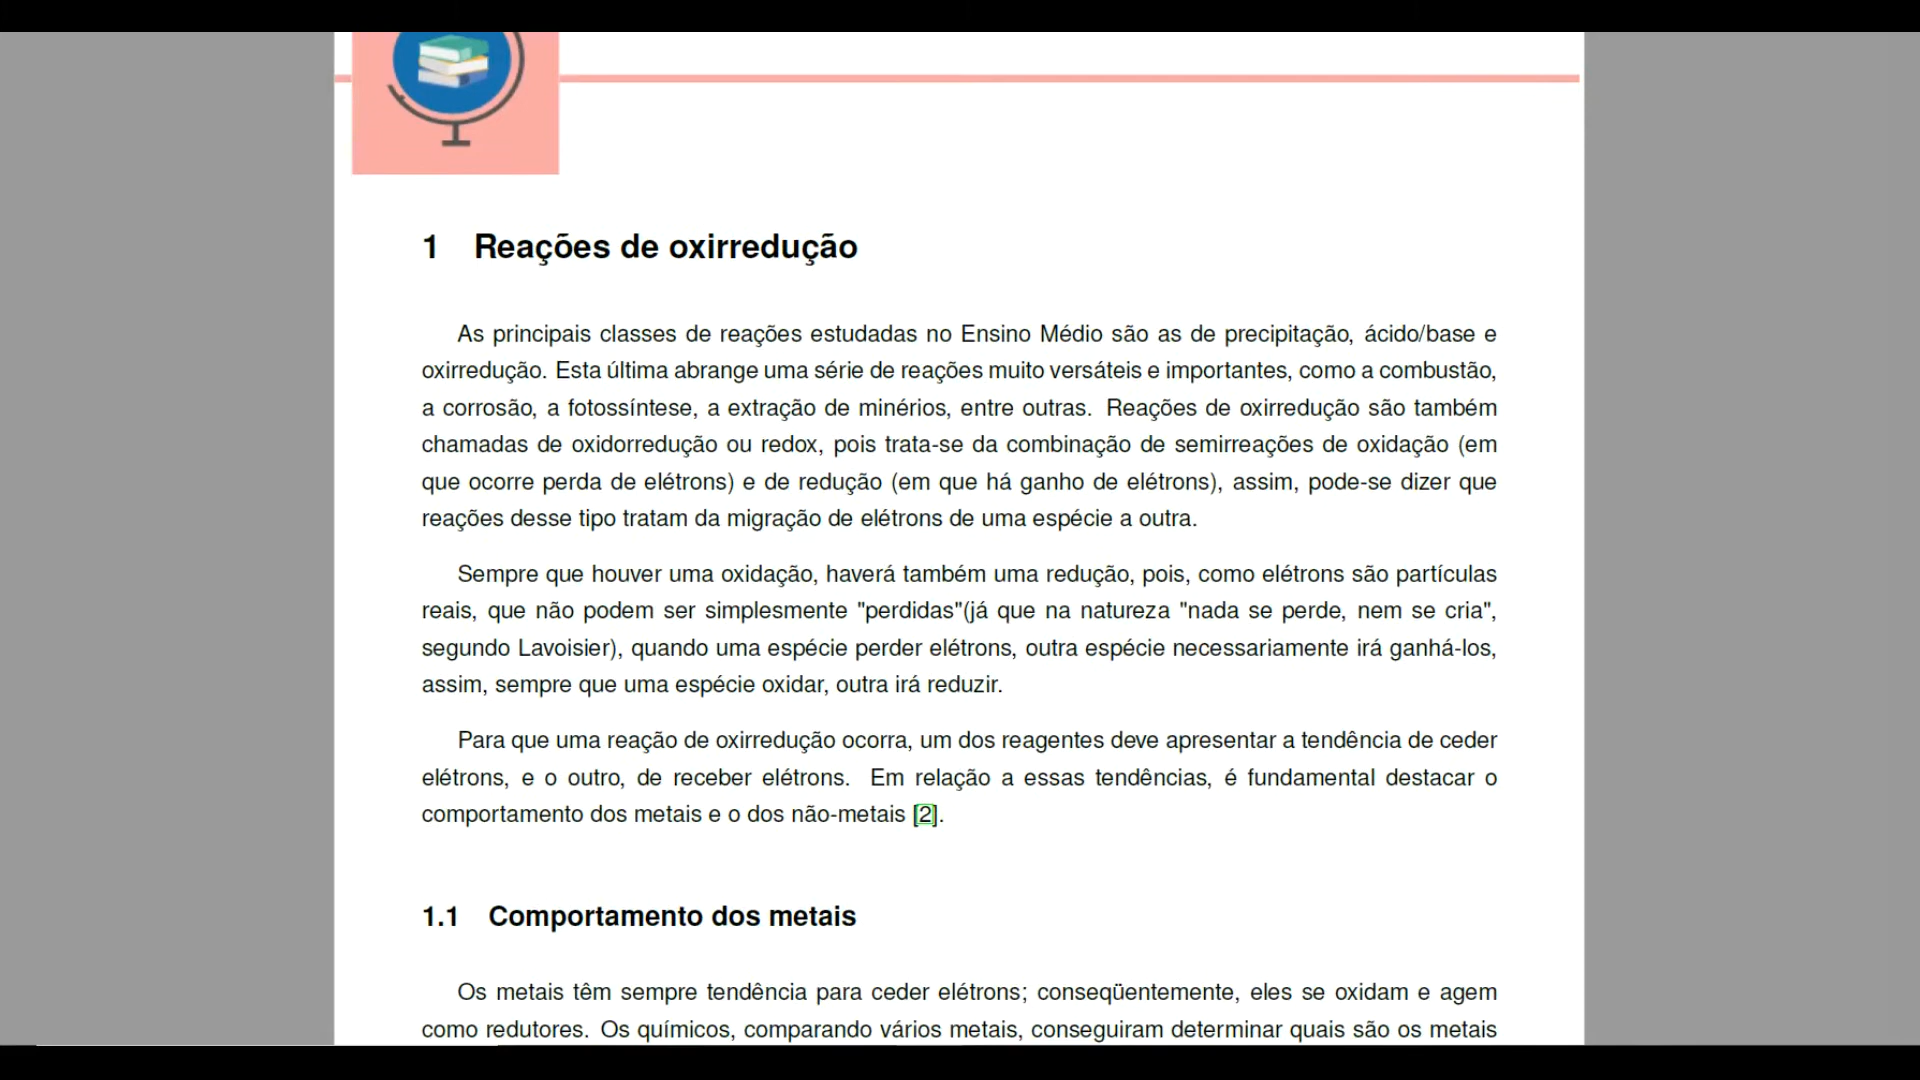 1 Reações de oxirredução
As principais classes de reações estudadas no Ensino Médio são as de precipitação, ácido/base e
oxirredução. Esta última abrange uma série de reações muito versáteis e importantes, como a combustão,
a corrosão, a fotossíntese, a extração de minérios, entre outras. Reações de oxirredução são também
chamadas de oxidorredução ou redox, pois trata-se da combinação de semirreações de oxidação (em
que ocorre perda de elétrons) e de redução (em que há ganho de elétrons), assim, pode-se dizer que
reações desse tipo tratam da migração de elétrons de uma espécie a outra.
Sempre que houver uma oxidação, haverá também uma redução, pois, como elétrons são partículas
reais, que não podem ser simplesmente "perdidas"(já que na natureza "nada se perde, nem se cria",
segundo Lavoisier), quando uma espécie perder elétrons, outra espécie necessariamente irá ganhá-los,
assim, sempre que uma espécie oxidar, outra irá reduzir.
Para que uma reação de oxirredução ocorra, um dos reagentes deve apresentar a tendência de ceder
elétrons, e o outro, de receber elétrons. Em relação a essas tendências, é fundamental destacar o
comportamento dos metais e o dos não-metais [2].
1.1 Comportamento dos metais
Os metais têm sempre tendência para ceder elétrons; conseqüentemente, eles se oxidam e agem
como redutores. Os químicos, comparando vários metais, conseguiram determinar quais são os metais